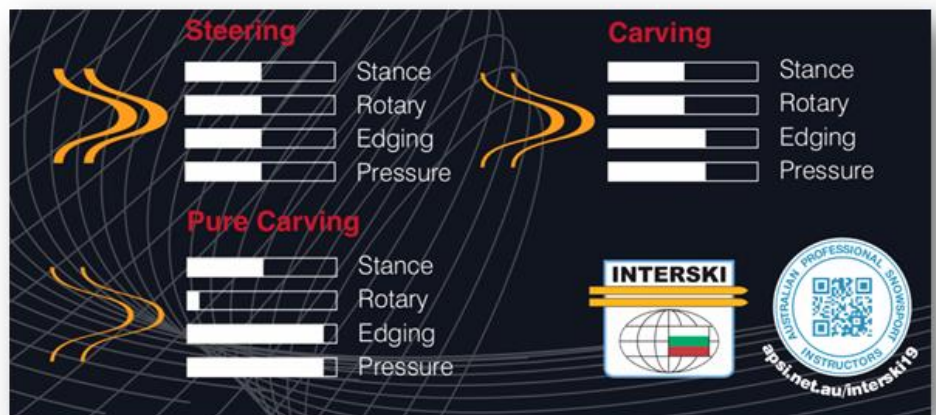 Steering
Stance
Rotary
Edging
Pressure
Carving
Stance
Rotary
Edging
Pressure
Pure Carving
Stance
Rotary
Edging
Pressure
INTERSKI
AUSTRALIAN PROFESSIONAL SNOWSPORT
INSTRUCTORS
apsi.net.au/interski19